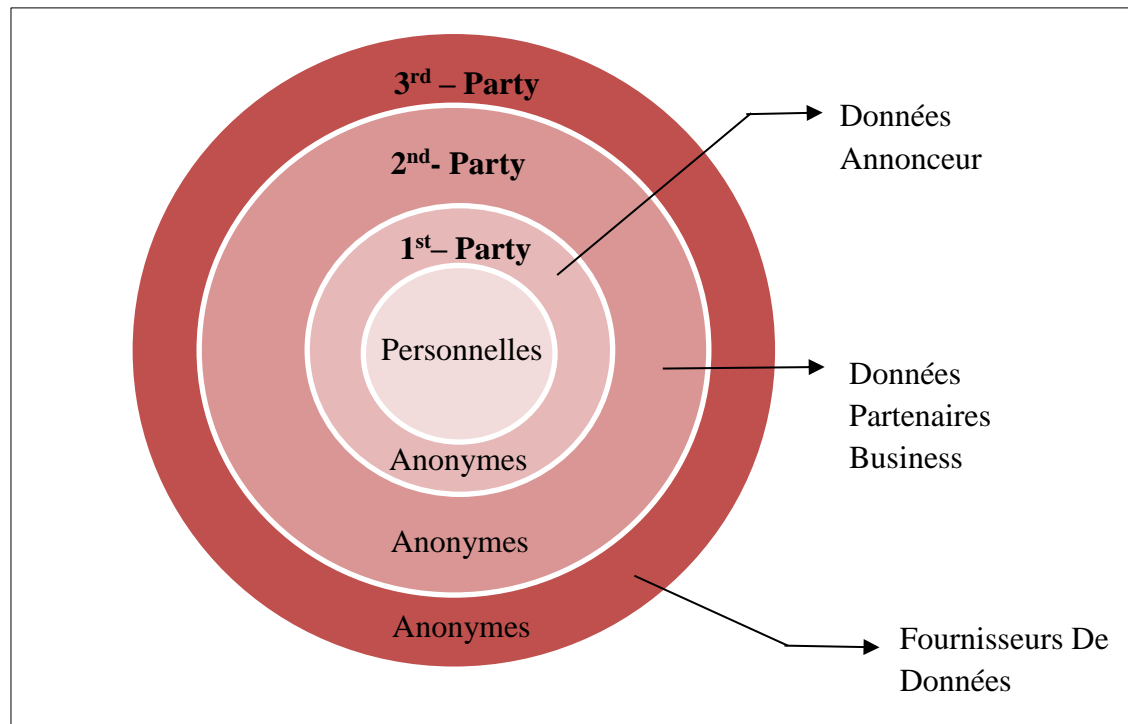 3rd – Party
2nd- Party
1st– Party
Personnelles
Anonymes
Anonymes
Anonymes
Données
Annonceur
Données
Partenaires
Business
Fournisseurs De
Données